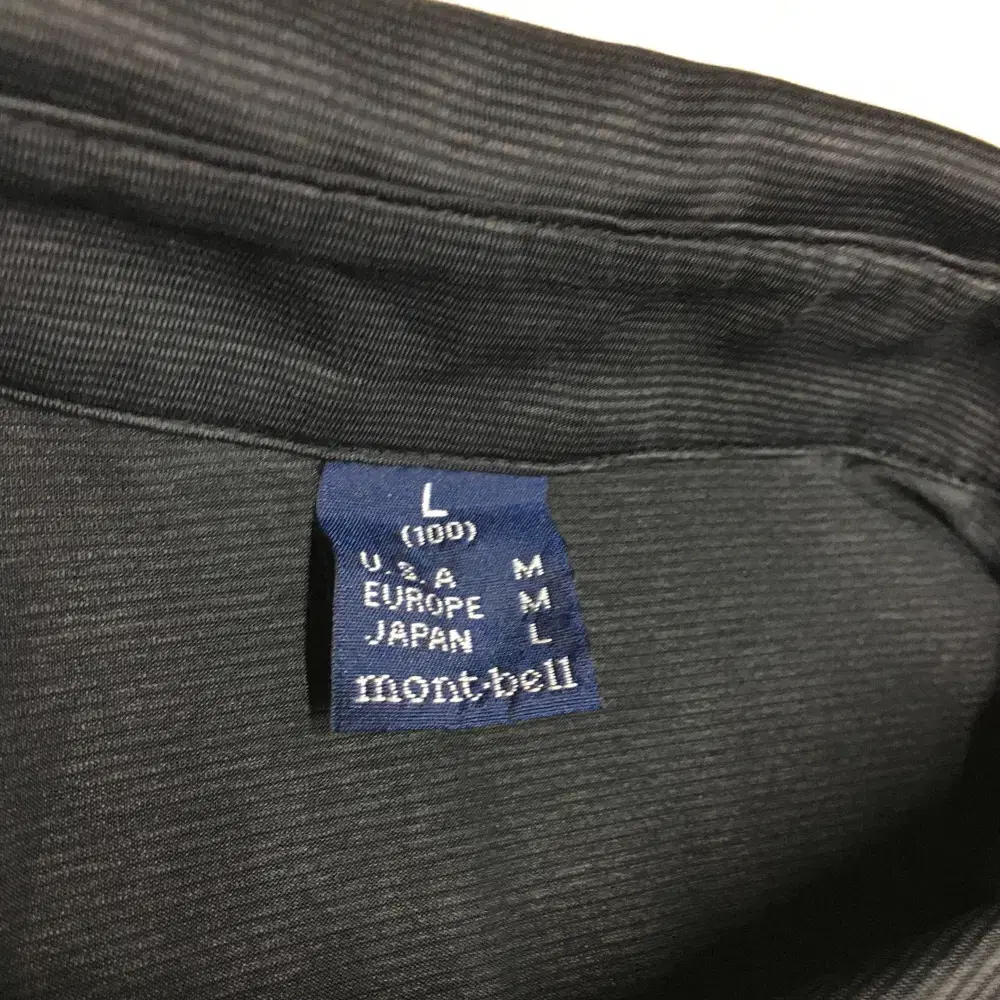 L
(100)
U.S.A M
EUROPE M
JAPAN L
mont-bell